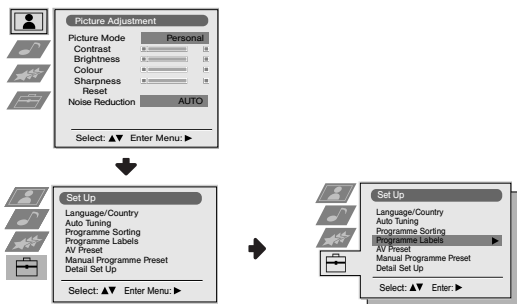 Picture Adjustment
Picture Mode Personal
Contrast
Brightness
Colour
Sharpness
Reset
Noise Reduction AUTO
Select: ▲▼ Enter Menu: ▶
Set Up
Language/Country
Auto Tuning
Programme Sorting
Programme Labels
AV Preset
Manual Programme Preset
Detail Set Up
Select: ▲▼ Enter Menu: ▶
Set Up
Language/Country
Auto Tuning
Programme Sorting
Programme Labels ▶
AV Preset
Manual Programme Preset
Detail Set Up
Select: ▲▼ Enter: ▶